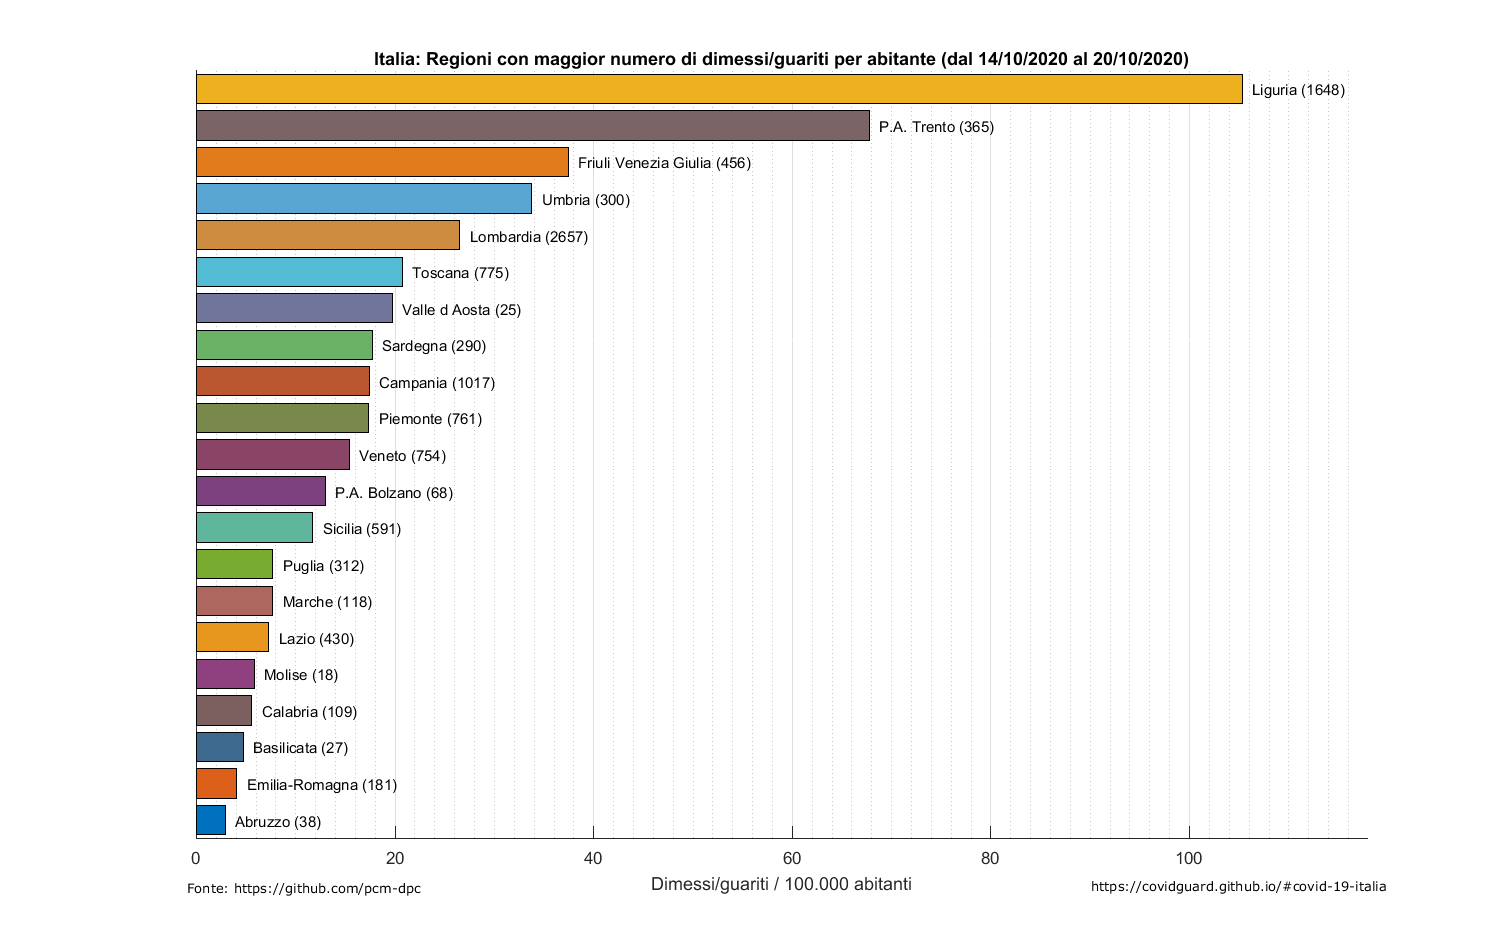 Italia: Regioni con maggior numero di dimessi/guariti per abitante (dal 14/10/2020 al 20/10/2020)
Liguria (1648)
P.A. Trento (365)
Friuli Venezia Giulia (456)
Umbria (300)
Lombardia (2657)
Toscana (775)
Valle d Aosta (25)
Sardegna (290)
Campania (1017)
Piemonte (761)
Veneto (754)
P.A. Bolzano (68)
Sicilia (591)
Puglia (312)
Marche (118)
Lazio (430)
Molise (18)
Calabria (109)
Basilicata (27)
Emilia-Romagna (181)
Abruzzo (38)
0 20 40 60 80 100
Dimessi/guariti / 100.000 abitanti
Fonte: https://github.com/pcm-dpc
https://covidguard.github.io/#covid-19-italia